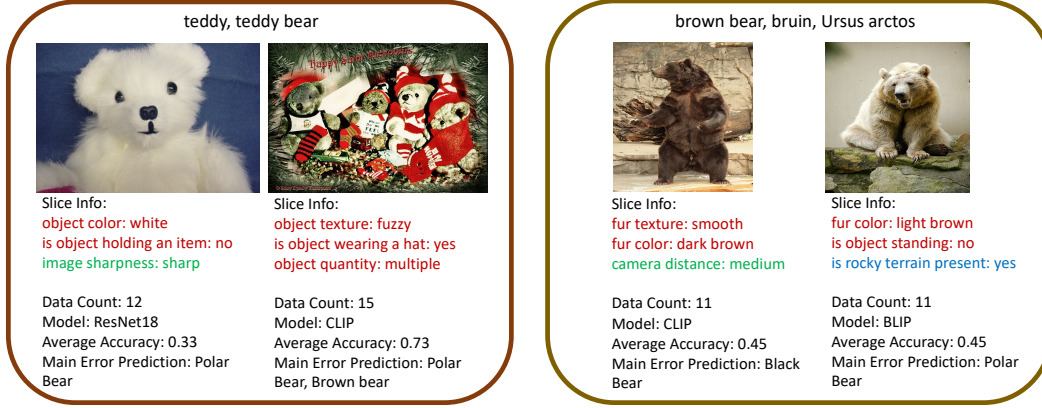 teddy, teddy bear
Slice Info:
object color: white
is object holding an item: no
image sharpness: sharp
Data Count: 12
Model: ResNet18
Average Accuracy: 0.33
Main Error Prediction: Polar
Bear
Slice Info:
object texture: fuzzy
is object wearing a hat: yes
object quantity: multiple
Data Count: 15
Model: CLIP
Average Accuracy: 0.73
Main Error Prediction: Polar
Bear, Brown bear
brown bear, bruin, Ursus arctos
Slice Info:
fur texture: smooth
fur color: dark brown
camera distance: medium
Data Count: 11
Model: CLIP
Average Accuracy: 0.45
Main Error Prediction: Black
Bear
Slice Info:
fur color: light brown
is object standing: no
is rocky terrain present: yes
Data Count: 11
Model: BLIP
Average Accuracy: 0.45
Main Error Prediction: Polar
Bear